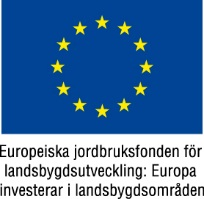 Europeiska jordbruksfonden för
landsbygdsutveckling: Europa
investerar i landsbygdsområden